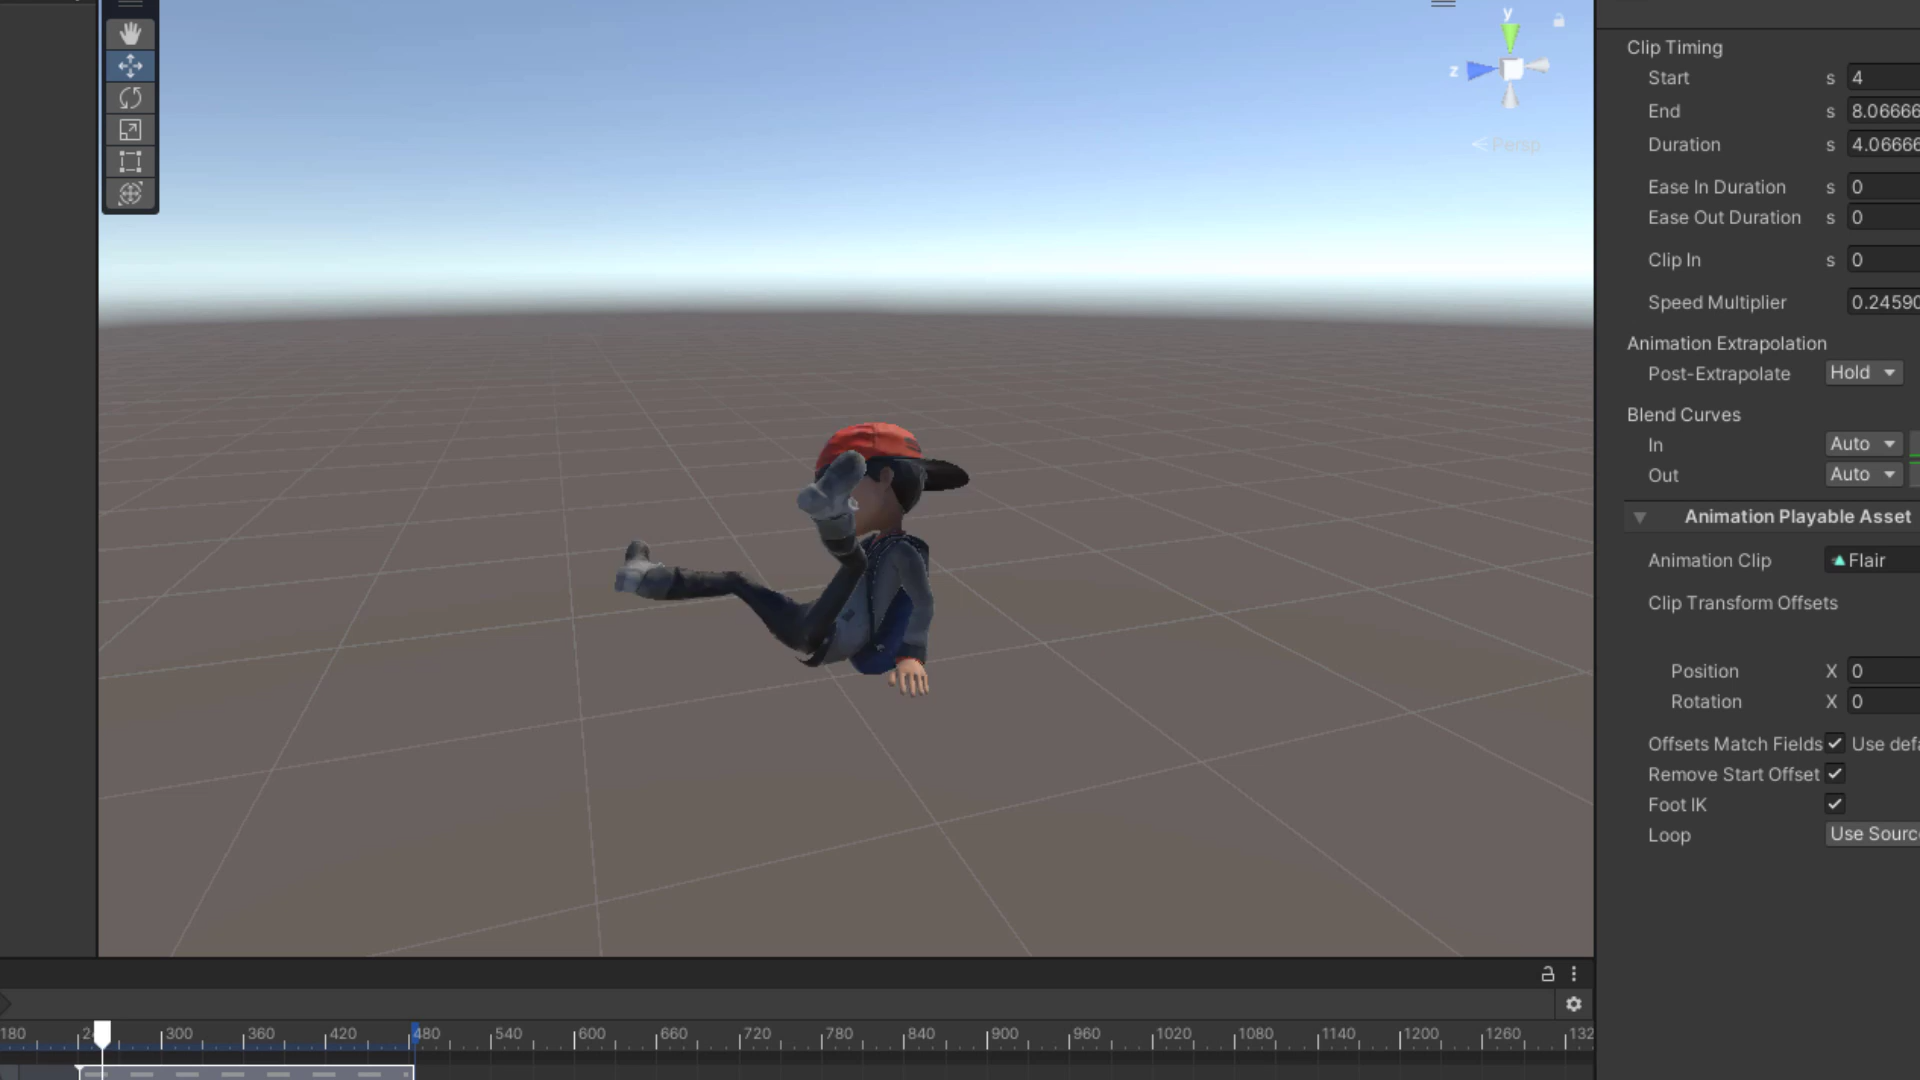 y
z
Persp
Clip Timing
Start s 4
End s 8.06666
Duration s 4.06666
Ease In Duration s 0
Ease Out Duration s 0
Clip In s 0
Speed Multiplier 0.24590
Animation Extrapolation
Post-Extrapolate Hold
Blend Curves
In Auto
Out Auto
Animation Playable Asset
Animation Clip Flair
Clip Transform Offsets
Position X 0
Rotation X 0
Offsets Match Fields Use defa
Remove Start Offset
Foot IK
Loop Use Sourc
180 300 360 420 480 540 600 660 720 780 840 900 960 1020 1080 1140 1200 1260 132